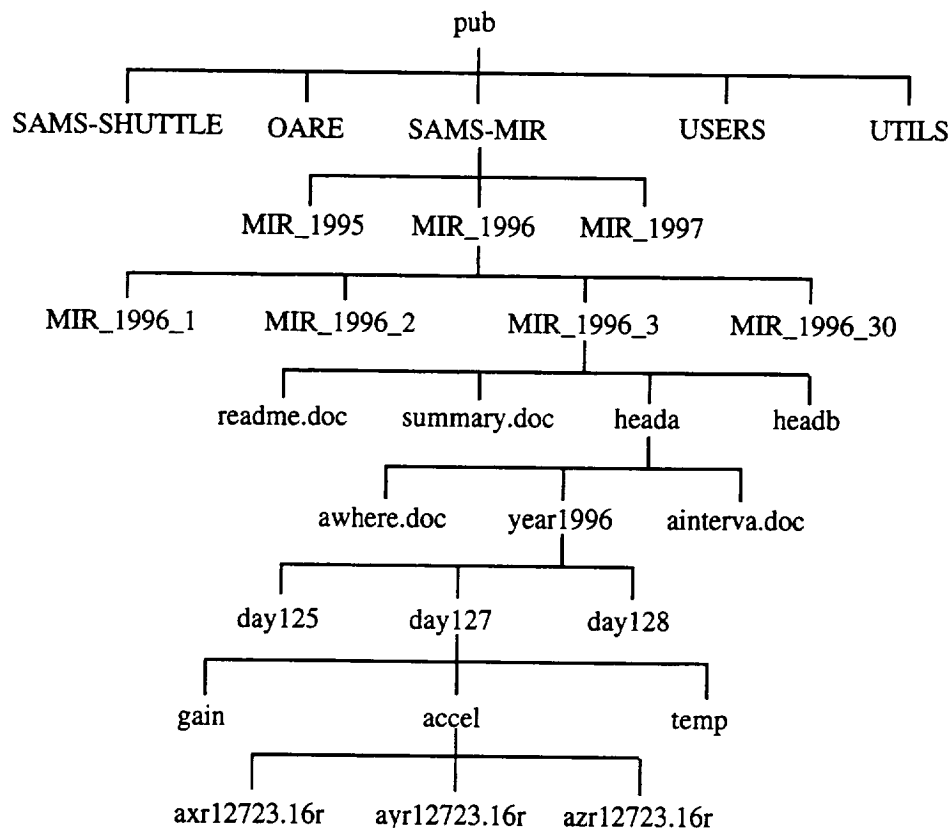 pub
SAMS-SHUTTLE OARE SAMS-MIR USERS UTILS
MIR_1995 MIR_1996 MIR_1997
MIR_1996_1 MIR_1996_2 MIR_1996_3 MIR_1996_30
readme.doc summary.doc heada headb
awhere.doc year1996 ainterva.doc
day125 day127 day128
gain accel temp
axr12723.16r ayr12723.16r azr12723.16r